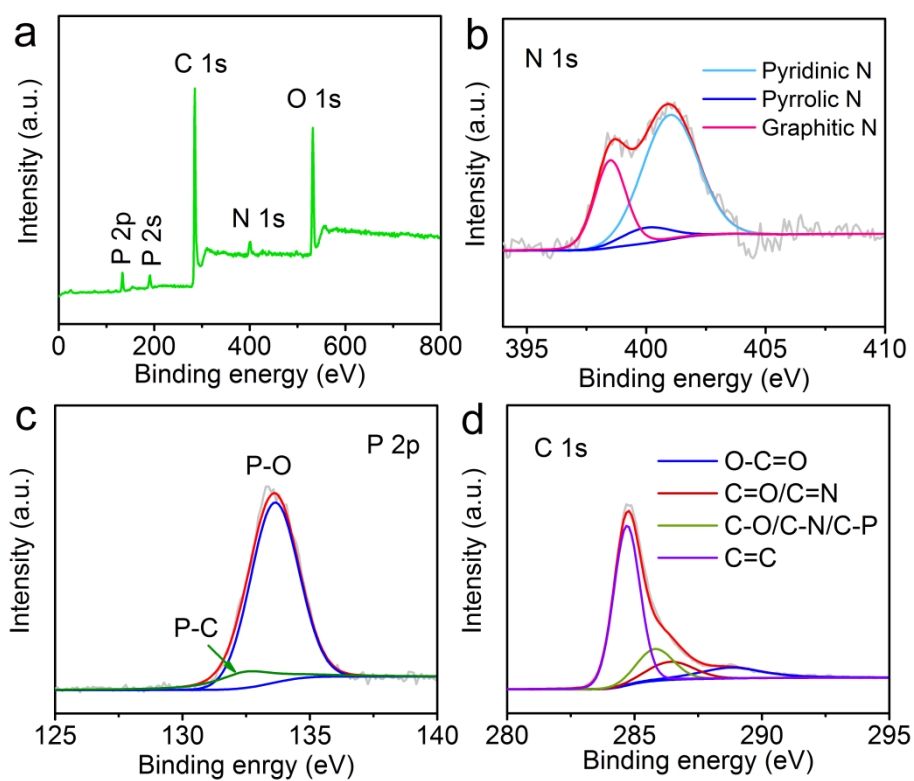 a
C 1s
O 1s
N 1s
P 2p
P 2s
Intensity (a.u.)
0 200 400 600 800
Binding energy (eV)
b
N 1s
Pyridinic N
Pyrrolic N
Graphitic N
Intensity (a.u.)
395 400 405 410
Binding energy (eV)
c
P 2p
P-O
P-C
Intensity (a.u.)
125 130 135 140
Binding enrgy (eV)
d
C 1s
O-C=O
C=O/C=N
C-O/C-N/C-P
C=C
Intensity (a.u.)
280 285 290 295
Binding energy (eV)